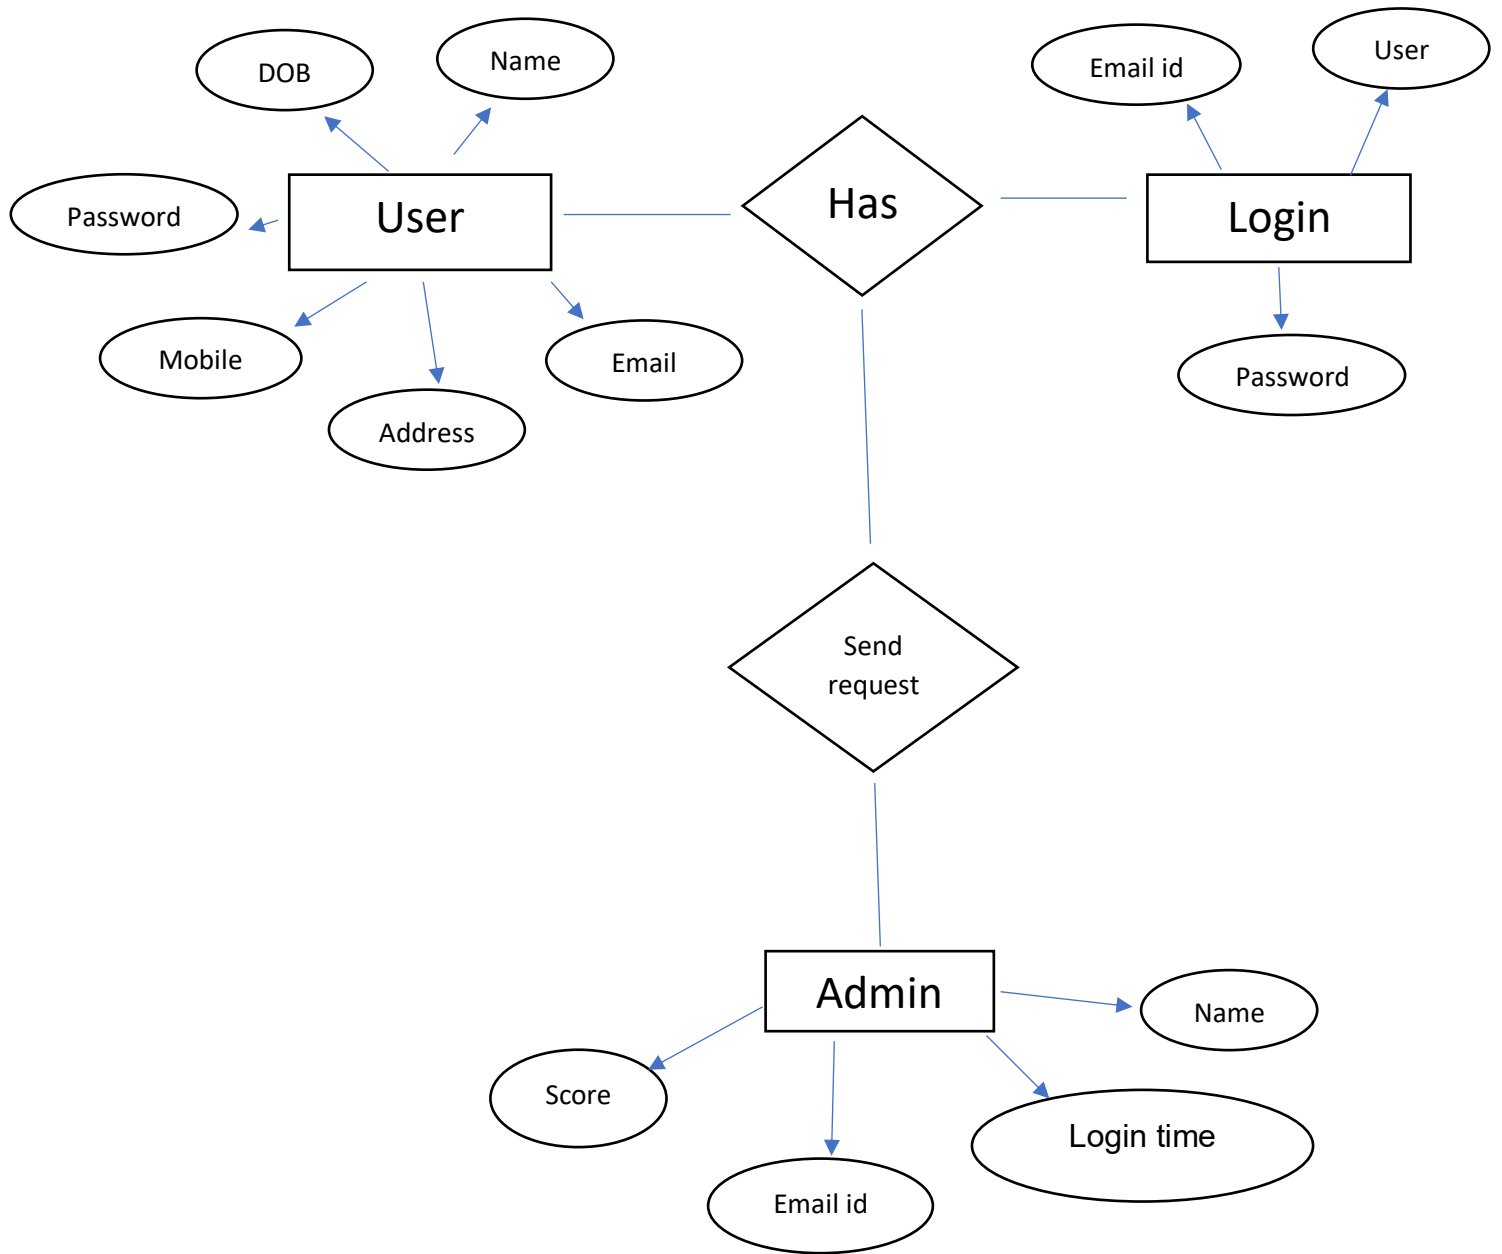 DOB
Name
Email id
User
Password
User
Has
Login
Mobile
Address
Email
Password
Send
request
Admin
Name
Score
Login time
Email id